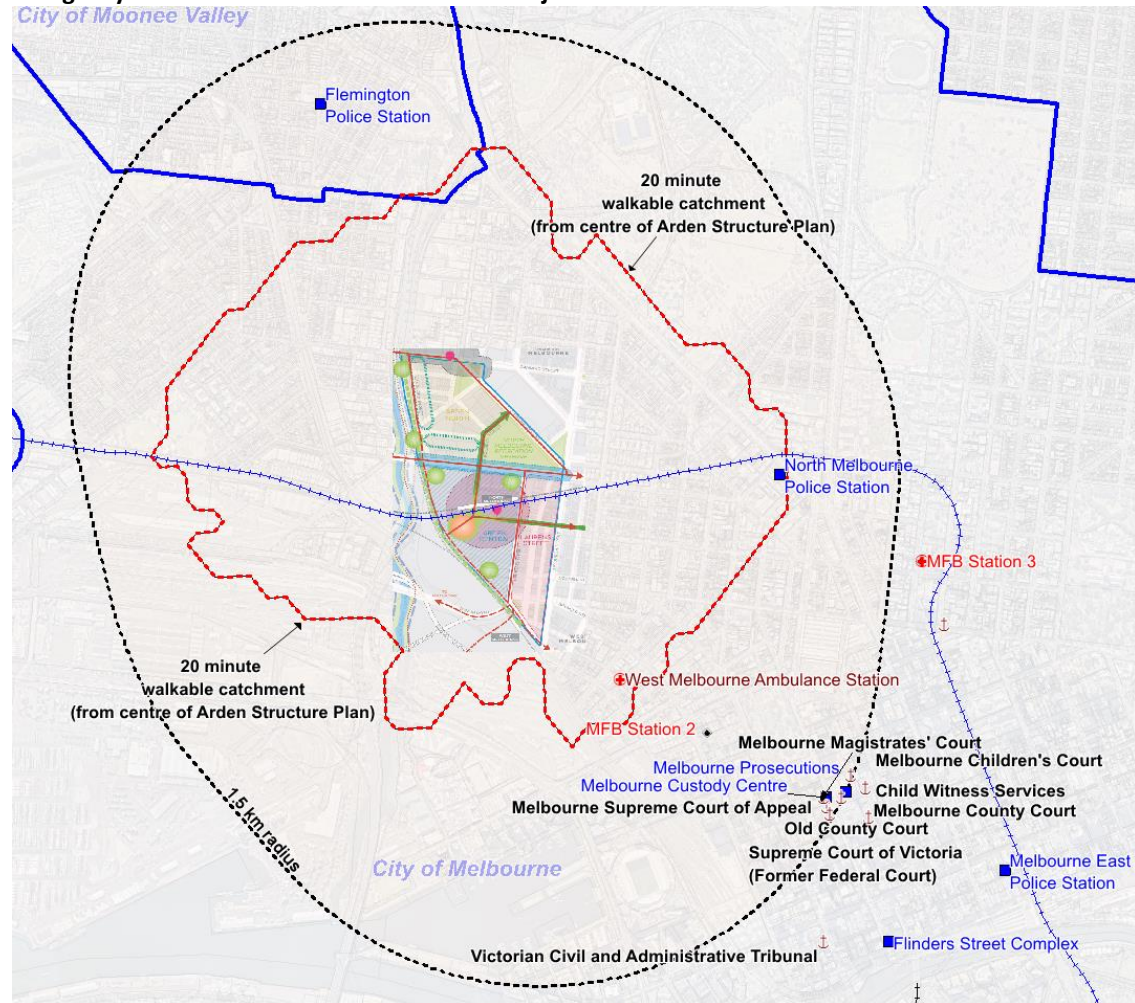 City of Moonee Valley
Flemington
Police Station
20 minute
walkable catchment
(from centre of Arden Structure Plan)
North Melbourne
Police Station
MFB Station 3
20 minute
walkable catchment
(from centre of Arden Structure Plan)
West Melbourne Ambulance Station
MFB Station 2
Melbourne Magistrates' Court
Melbourne Children's Court
Melbourne Prosecutions
Melbourne Custody Centre
Child Witness Services
Melbourne Supreme Court of Appeal
Melbourne County Court
Old County Court
1.5 km radius
Supreme Court of Victoria
(Former Federal Court)
City of Melbourne
Melbourne East
Police Station
Flinders Street Complex
Victorian Civil and Administrative Tribunal